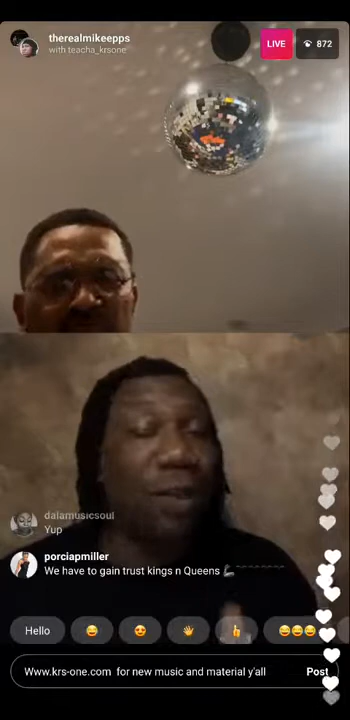 therealmikeepps
with teacha_krsone
LIVE
872
dalamusicsoul
Yup
porciapmiller
We have to gain trust kings n Queens
Hello
Www.krs-one.com for new music and material y'all
Post